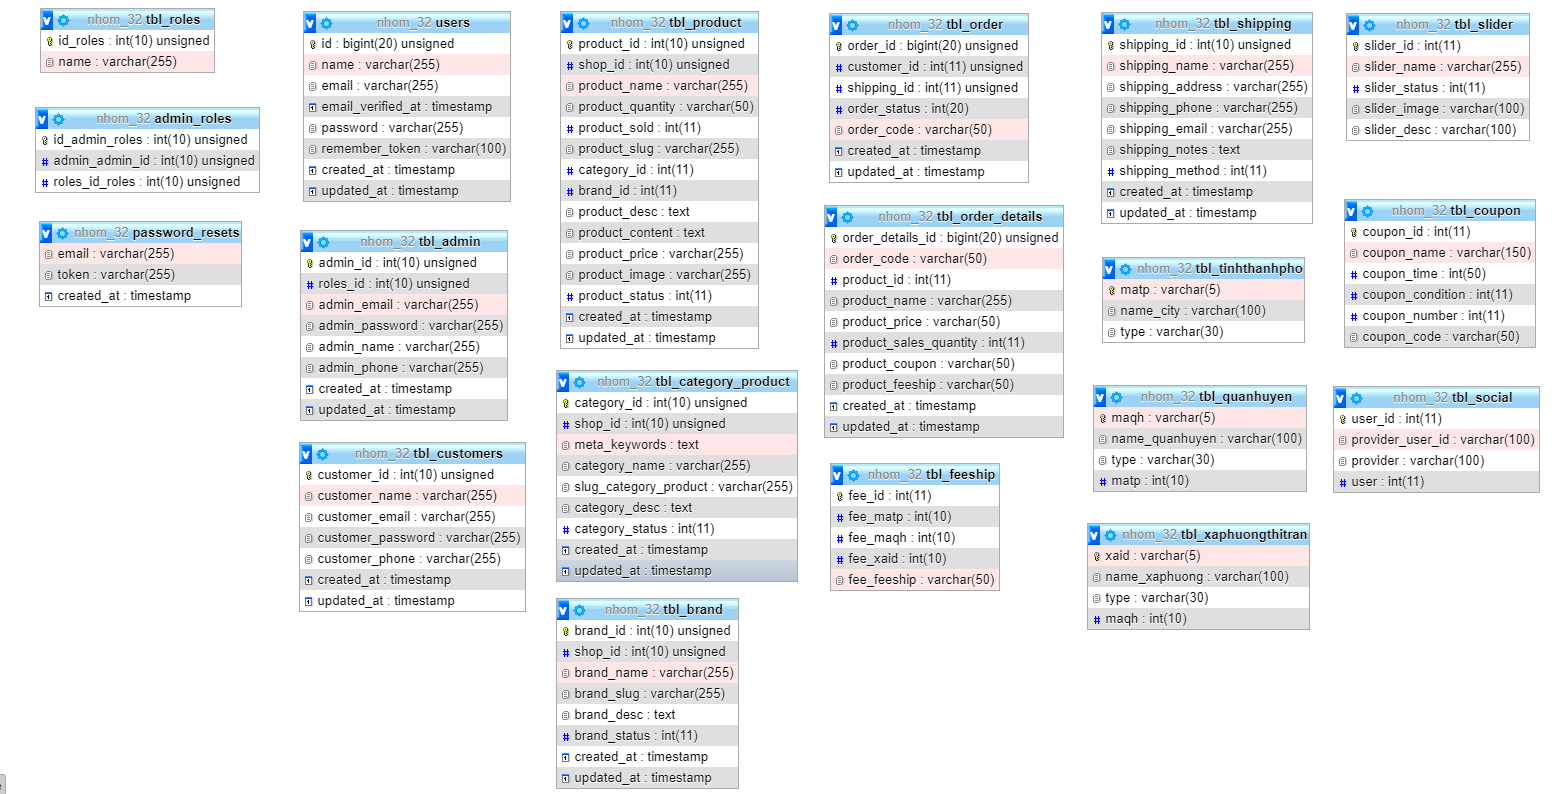 nhom_32 tbl_roles
id_roles : int(10) unsigned
name : varchar(255)
nhom_32 admin_roles
id_admin_roles : int(10) unsigned
admin_admin_id : int(10) unsigned
roles_id_roles : int(10) unsigned
nhom_32 password_resets
email : varchar(255)
token : varchar(255)
created_at : timestamp
nhom_32 users
id : bigint(20) unsigned
name : varchar(255)
email : varchar(255)
email_verified_at : timestamp
password : varchar(255)
remember_token : varchar(100)
created_at : timestamp
updated_at : timestamp
nhom_32 tbl_admin
admin_id : int(10) unsigned
roles_id : int(10) unsigned
admin_email : varchar(255)
admin_password : varchar(255)
admin_name : varchar(255)
admin_phone : varchar(255)
created_at : timestamp
updated_at : timestamp
nhom_32 tbl_customers
customer_id : int(10) unsigned
customer_name : varchar(255)
customer_email : varchar(255)
customer_password : varchar(255)
customer_phone : varchar(255)
created_at : timestamp
updated_at : timestamp
nhom_32 tbl_product
product_id : int(10) unsigned
shop_id : int(10) unsigned
product_name : varchar(255)
product_quantity : varchar(50)
product_sold : int(11)
product_slug : varchar(255)
category_id : int(11)
brand_id : int(11)
product_desc : text
product_content : text
product_price : varchar(255)
product_image : varchar(255)
product_status : int(11)
created_at : timestamp
updated_at : timestamp
nhom_32 tbl_category_product
category_id : int(10) unsigned
shop_id : int(10) unsigned
meta_keywords : text
category_name : varchar(255)
slug_category_product : varchar(255)
category_desc : text
category_status : int(11)
created_at : timestamp
updated_at : timestamp
nhom_32 tbl_brand
brand_id : int(10) unsigned
shop_id : int(10) unsigned
brand_name : varchar(255)
brand_slug : varchar(255)
brand_desc : text
brand_status : int(11)
created_at : timestamp
updated_at : timestamp
nhom_32 tbl_order
order_id : bigint(20) unsigned
customer_id : int(11) unsigned
shipping_id : int(11) unsigned
order_status : int(20)
order_code : varchar(50)
created_at : timestamp
updated_at : timestamp
nhom_32 tbl_order_details
order_details_id : bigint(20) unsigned
order_code : varchar(50)
product_id : int(11)
product_name : varchar(255)
product_price : varchar(50)
product_sales_quantity : int(11)
product_coupon : varchar(50)
product_feeship : varchar(50)
created_at : timestamp
updated_at : timestamp
nhom_32 tbl_feeship
fee_id : int(11)
fee_matp : int(10)
fee_maqh : int(10)
fee_xaid : int(10)
fee_feeship : varchar(50)
nhom_32 tbl_shipping
shipping_id : int(10) unsigned
shipping_name : varchar(255)
shipping_address : varchar(255)
shipping_phone : varchar(255)
shipping_email : varchar(255)
shipping_notes : text
shipping_method : int(11)
created_at : timestamp
updated_at : timestamp
nhom_32 tbl_tinhthanhpho
matp : varchar(5)
name_city : varchar(100)
type : varchar(30)
nhom_32 tbl_quanhuyen
maqh : varchar(5)
name_quanhuyen : varchar(100)
type : varchar(30)
matp : int(10)
nhom_32 tbl_xaphuongthitran
xaid : varchar(5)
name_xaphuong : varchar(100)
type : varchar(30)
maqh : int(10)
nhom_32 tbl_slider
slider_id : int(11)
slider_name : varchar(255)
slider_status : int(11)
slider_image : varchar(100)
slider_desc : varchar(100)
nhom_32 tbl_coupon
coupon_id : int(11)
coupon_name : varchar(150)
coupon_time : int(50)
coupon_condition : int(11)
coupon_number : int(11)
coupon_code : varchar(50)
nhom_32 tbl_social
user_id : int(11)
provider_user_id : varchar(100)
provider : varchar(100)
user : int(11)